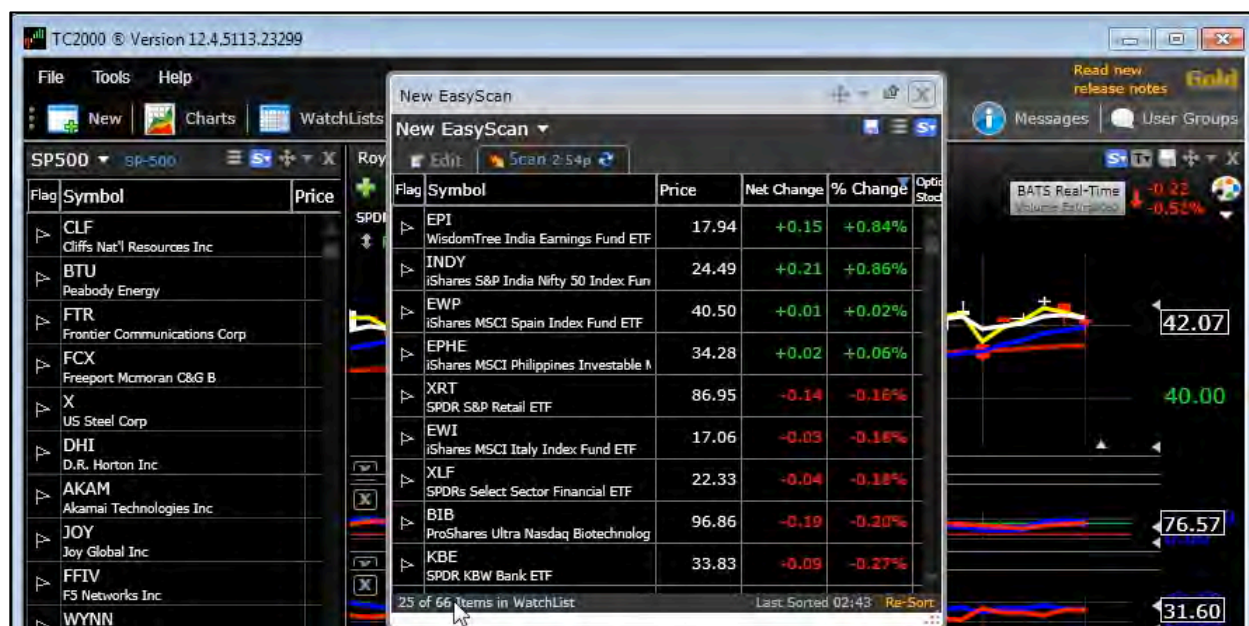 TC2000 ® Version 12.4.5113.23299
File Tools Help
Read new
release notes
Gold
New Charts WatchLists
Messages User Groups
New EasyScan
New EasyScan
Edit Scan 2:54p
SP500 SP-500
Roy
Flag Symbol Price
CLF
Cliffs Nat'l Resources Inc
BTU
Peabody Energy
FTR
Frontier Communications Corp
FCX
Freeport Mcmoran C&G B
X
US Steel Corp
DHI
D.R. Horton Inc
AKAM
Akamai Technologies Inc
JOY
Joy Global Inc
FFIV
F5 Networks Inc
WYNN
SPDR
Flag Symbol Price Net Change % Change
EPI 17.94 +0.15 +0.84%
WisdomTree India Earnings Fund ETF
INDY 24.49 +0.21 +0.86%
iShares S&P India Nifty 50 Index Fun
EWP 40.50 +0.01 +0.02%
iShares MSCI Spain Index Fund ETF
EPHE 34.28 +0.02 +0.06%
iShares MSCI Philippines Investable M
XRT 86.95 -0.14 -0.16%
SPDR S&P Retail ETF
EWI 17.06 -0.03 -0.18%
iShares MSCI Italy Index Fund ETF
XLF 22.33 -0.04 -0.18%
SPDRs Select Sector Financial ETF
BIB 96.86 -0.19 -0.20%
ProShares Ultra Nasdaq Biotechnolog
KBE 33.83 -0.09 -0.27%
SPDR KBW Bank ETF
25 of 66 Items in WatchList Last Sorted 02:43 Re-Sort
BATS Real-Time
Volume Estimated
-0.22
-0.52%
42.07
40.00
76.57
31.60